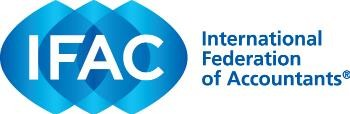 IFAC
International
Federation
of Accountants®